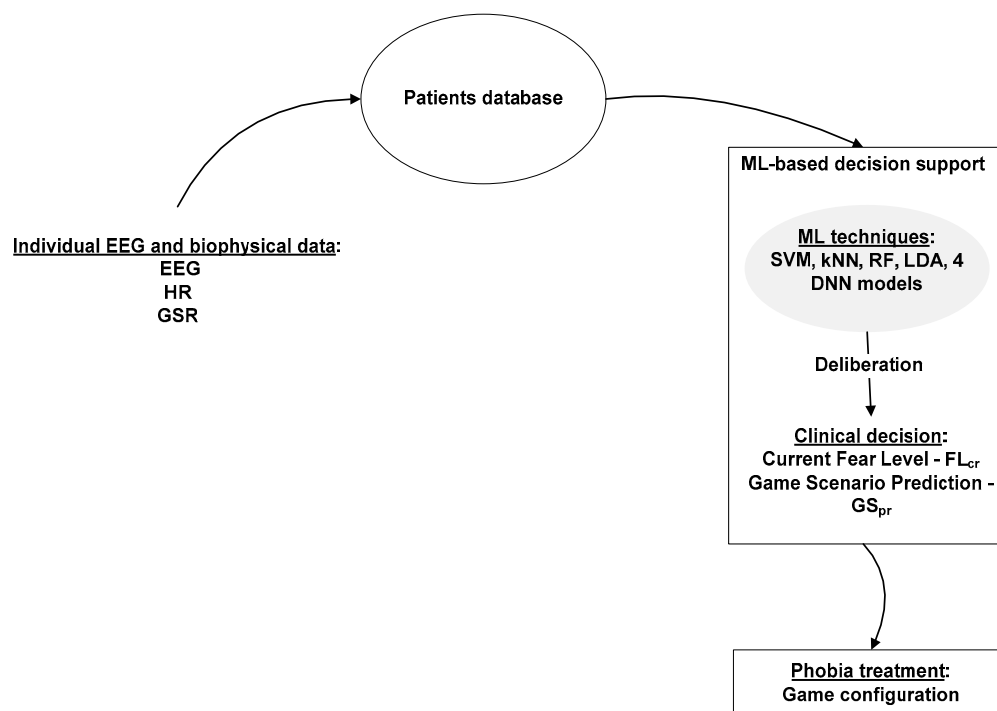 Patients database
ML-based decision support
Individual EEG and biophysical data:
EEG
HR
GSR
ML techniques:
SVM, kNN, RF, LDA, 4
DNN models
Deliberation
Clinical decision:
Current Fear Level - FLcr
Game Scenario Prediction -
GSpr
Phobia treatment:
Game configuration